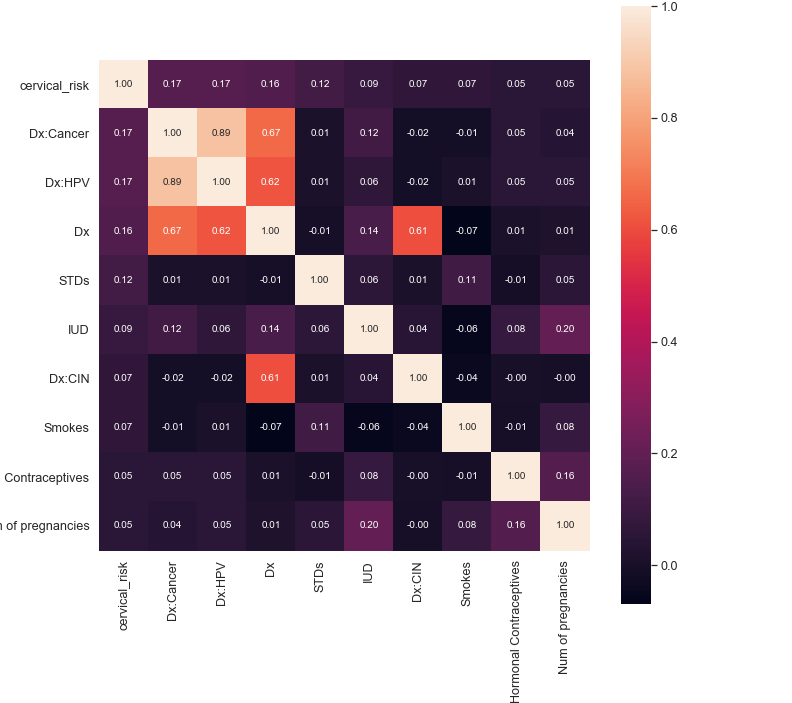 cervical_risk 1.00 0.17 0.17 0.16 0.12 0.09 0.07 0.07 0.05 0.05
Dx:Cancer 0.17 1.00 0.89 0.67 0.01 0.12 -0.02 -0.01 0.05 0.04
Dx:HPV 0.17 0.89 1.00 0.62 0.01 0.06 -0.02 0.01 0.05 0.05
Dx 0.16 0.67 0.62 1.00 -0.01 0.14 0.61 -0.07 0.01 0.01
STDs 0.12 0.01 0.01 -0.01 1.00 0.06 0.01 0.11 -0.01 0.05
IUD 0.09 0.12 0.06 0.14 0.06 1.00 0.04 -0.06 0.08 0.20
Dx:CIN 0.07 -0.02 -0.02 0.61 0.01 0.04 1.00 -0.04 -0.00 -0.00
Smokes 0.07 -0.01 0.01 -0.07 0.11 -0.06 -0.04 1.00 -0.01 0.08
Contraceptives 0.05 0.05 0.05 0.01 -0.01 0.08 -0.00 -0.01 1.00 0.16
of pregnancies 0.05 0.04 0.05 0.01 0.05 0.20 -0.00 0.08 0.16 1.00
cervical_risk
Dx:Cancer
Dx:HPV
Dx
STDs
IUD
Dx:CIN
Smokes
Hormonal Contraceptives
Num of pregnancies
1.0
0.8
0.6
0.4
0.2
0.0